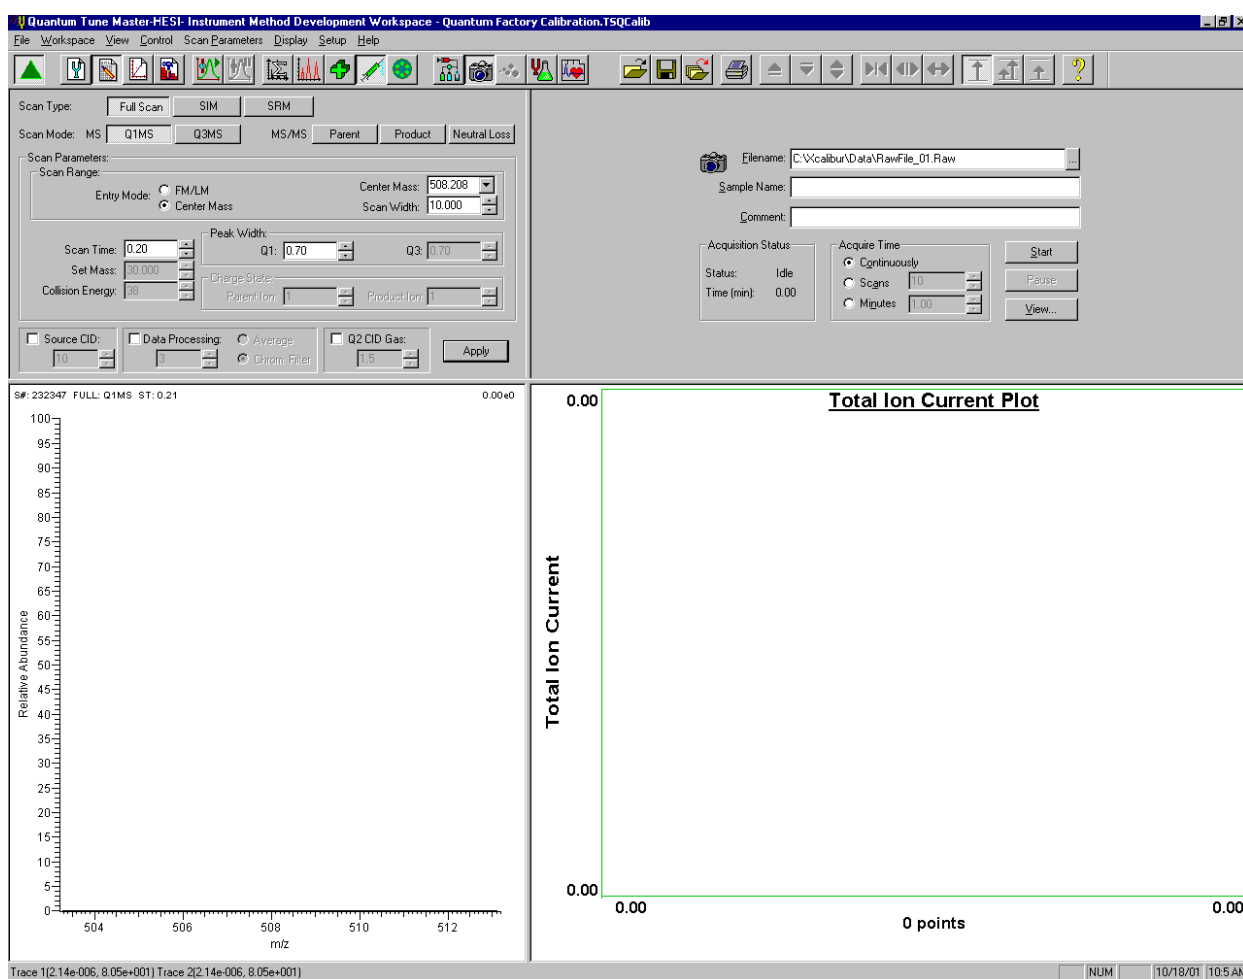 Quantum Tune Master-HESI- Instrument Method Development Workspace - Quantum Factory Calibration.TSQCalib
File Workspace View Control Scan Parameters Display Setup Help
Scan Type: Full Scan SIM SRM
Scan Mode: MS Q1MS Q3MS MS/MS Parent Product Neutral Loss
Scan Parameters:
Scan Range:
Entry Mode: FM/LM
Center Mass
Center Mass: 508.208
Scan Width: 10.000
Scan Time: 0.20
Set Mass: 30.000
Collision Energy: 38
Peak Width:
Q1: 0.70 Q3: 0.70
Charge State:
Parent Ion: 1 Product Ion: 1
Source CID:
10
Data Processing:
3
Average
Chrom. Filter
Q2 CID Gas:
1.5
Apply
Filename: C:\Xcalibur\Data\RawFile_01.Raw ...
Sample Name:
Comment:
Acquisition Status
Status: Idle
Time (min): 0.00
Acquire Time
Continuously
Scans 10
Minutes 1.00
Start
Pause
View...
S#: 232347 FULL: Q1MS ST: 0.21 0.00e0
100
95
90
85
80
75
70
65
60
55
50
45
40
35
30
25
20
15
10
5
0
Relative Abundance
504 506 508 510 512
m/z
Total Ion Current Plot
0.00
Total Ion Current
0.00
0.00 0.00
0 points
Trace 1(2.14e-006, 8.05e+001) Trace 2(2.14e-006, 8.05e+001)
NUM 10/18/01